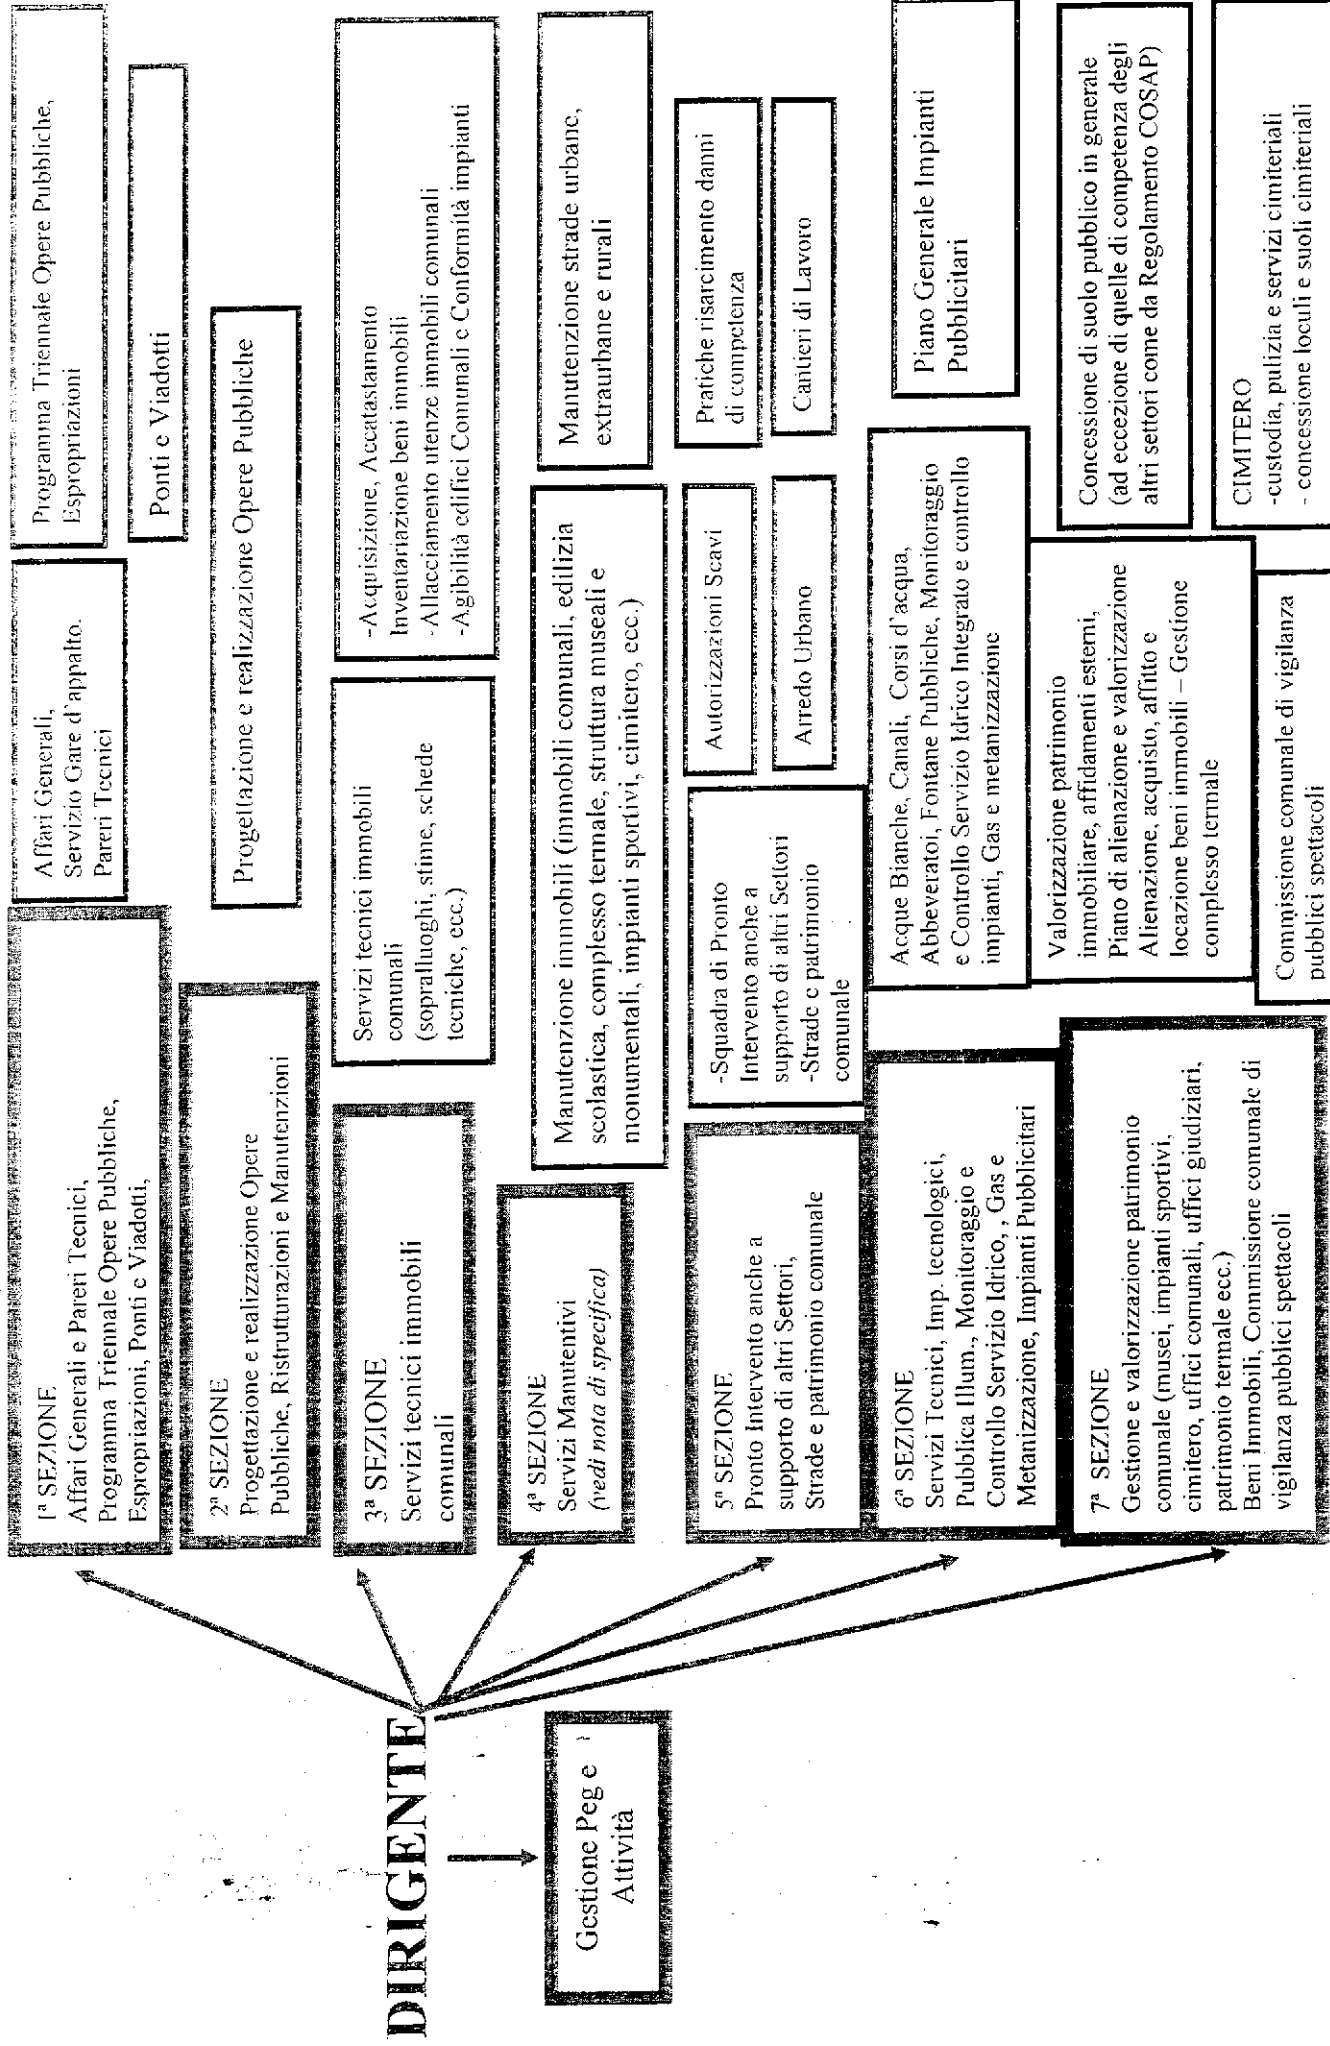 DIRIGENTE
Gestione Peg e
Attività
1ª SEZIONE
Affari Generali e Pareri Tecnici,
Programma Triennale Opere Pubbliche,
Espropriazioni, Ponti e Viadotti,
Affari Generali,
Servizio Gare d'appalto.
Pareri Tecnici
Programma Triennale Opere Pubbliche,
Espropriazioni
Ponti e Viadotti
2ª SEZIONE
Progettazione e realizzazione Opere
Pubbliche, Ristrutturazioni e Manutenzioni
Progettazione e realizzazione Opere Pubbliche
3ª SEZIONE
Servizi tecnici immobili
comunali
Servizi tecnici immobili
comunali
(sopralluoghi, stime, schede
tecniche, ecc.)
-Acquisizione, Accatastamento
Inventariazione beni immobili
-Allacciamento utenze immobili comunali
-Agibilità edifici Comunali e Conformità impianti
4ª SEZIONE
Servizi Manutentivi
(vedi nota di specifica)
Manutenzione immobili (immobili comunali, edilizia
scolastica, complesso termale, struttura museali e
monumentali, impianti sportivi, cimitero, ecc.)
Manutenzione strade urbane,
extraurbane e rurali
5ª SEZIONE
Pronto Intervento anche a
supporto di altri Settori,
Strade e patrimonio comunale
-Squadra di Pronto
Intervento anche a
supporto di altri Settori
-Strade e patrimonio
comunale
Autorizzazioni Scavi
Arredo Urbano
Pratiche risarcimento danni
di competenza
Cantieri di Lavoro
6ª SEZIONE
Servizi Tecnici, Imp. tecnologici,
Pubblica Illum., Monitoraggio e
Controllo Servizio Idrico, , Gas e
Metanizzazione, Impianti Pubblicitari
Acque Bianche, Canali, Corsi d'acqua,
Abbeveratoi, Fontane Pubbliche, Monitoraggio
e Controllo Servizio Idrico Integrato e controllo
impianti, Gas e metanizzazione
Piano Generale Impianti
Pubblicitari
7ª SEZIONE
Gestione e valorizzazione patrimonio
comunale (musei, impianti sportivi,
cimitero, uffici comunali, uffici giudiziari,
patrimonio termale ecc.)
Beni Immobili, Commissione comunale di
vigilanza pubblici spettacoli
Valorizzazione patrimonio
immobiliare, affidamenti esterni,
Piano di alienazione e valorizzazione
Alienazione, acquisto, affitto e
locazione beni immobili – Gestione
complesso termale
Commissione comunale di vigilanza
pubblici spettacoli
Concessione di suolo pubblico in generale
(ad eccezione di quelle di competenza degli
altri settori come da Regolamento COSAP)
CIMITERO
-custodia, pulizia e servizi cimiteriali
- concessione loculi e suoli cimiteriali